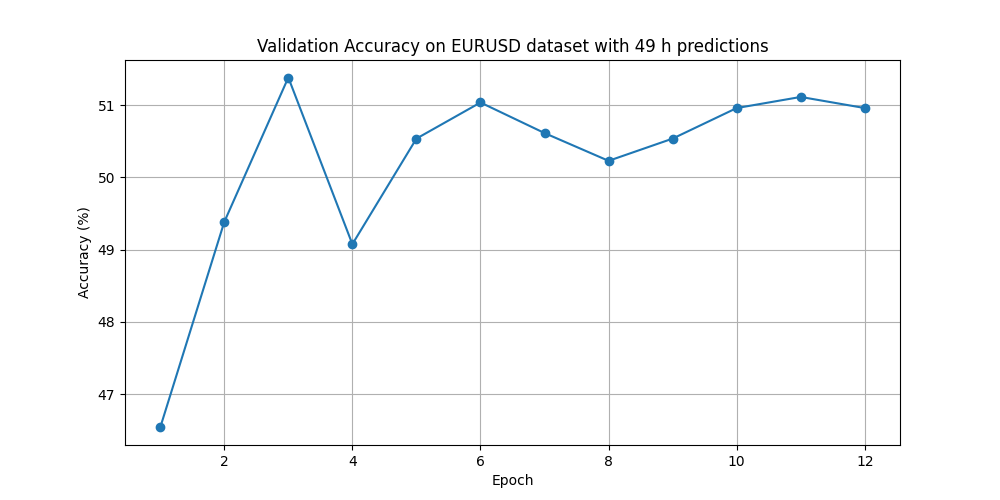 Validation Accuracy on EURUSD dataset with 49 h predictions
Accuracy (%)
51
50
49
48
47
2 4 6 8 10 12
Epoch